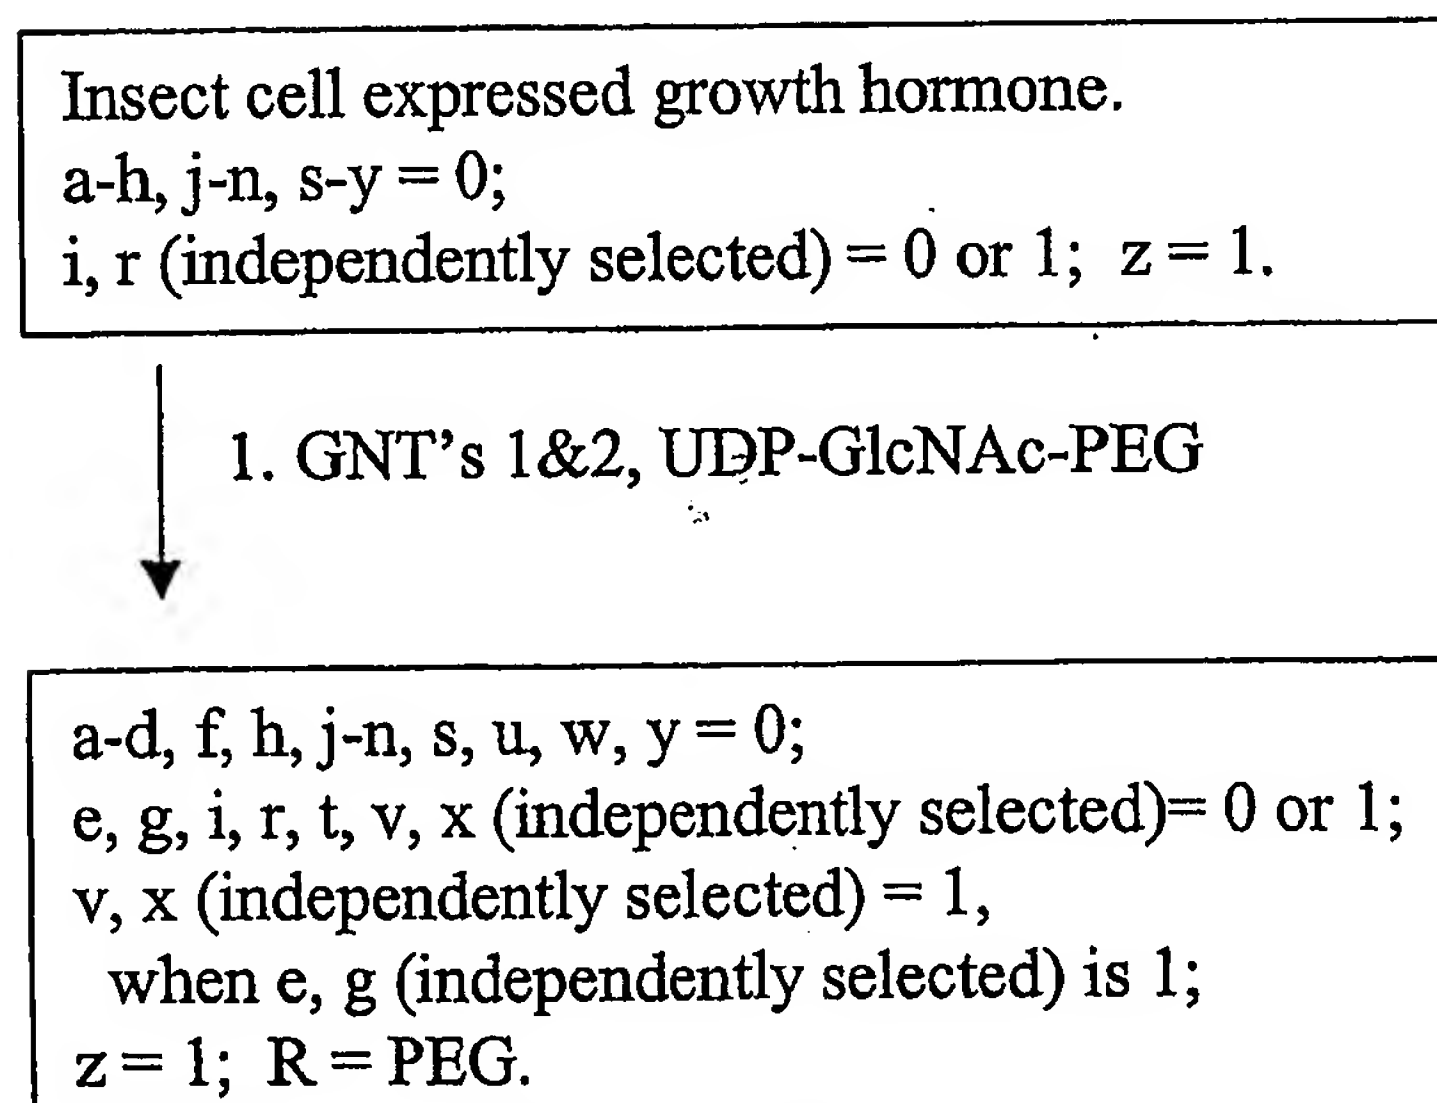 Insect cell expressed growth hormone.
a-h, j-n, s-y = 0;
i, r (independently selected) = 0 or 1; z = 1.
1. GNT's 1&2, UDP-GlcNAc-PEG
a-d, f, h, j-n, s, u, w, y = 0;
e, g, i, r, t, v, x (independently selected)= 0 or 1;
v, x (independently selected) = 1,
when e, g (independently selected) is 1;
z = 1; R = PEG.